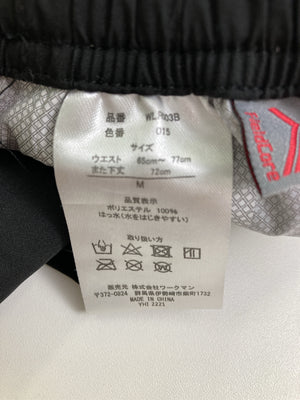 品番 WLR03B
色番 015
サイズ
ウエスト 65cm~ 77cm
また下丈 72cm
M
品質表示
ポリエステル 100%
はっ水(水をはじきやすい)
取り扱い方
販売元 株式会社ワークマン
〒372-0824
群馬県伊勢崎市柴町1732
MADE IN CHINA
YHI 2221
FieldCore